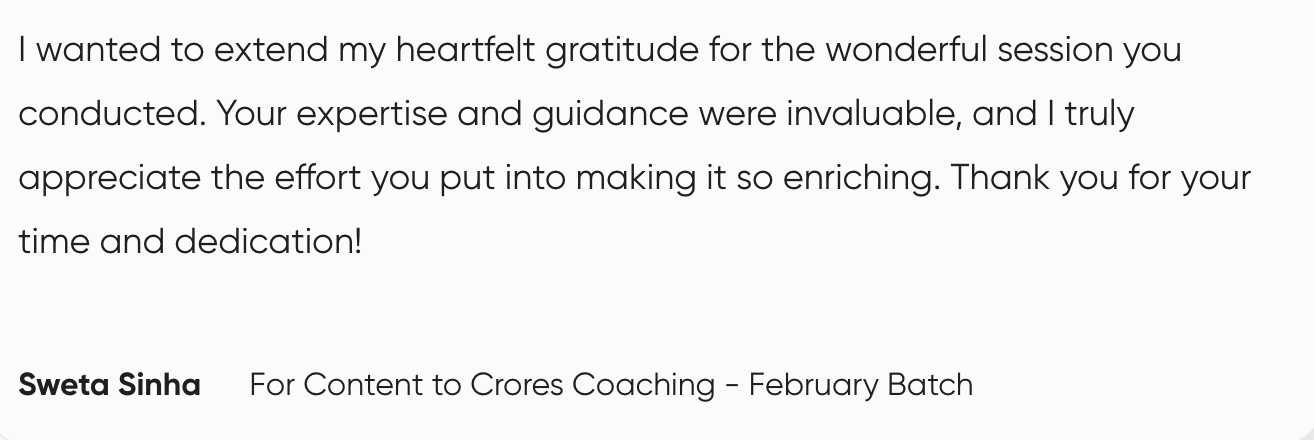 I wanted to extend my heartfelt gratitude for the wonderful session you
conducted. Your expertise and guidance were invaluable, and I truly
appreciate the effort you put into making it so enriching. Thank you for your
time and dedication!
Sweta Sinha For Content to Crores Coaching - February Batch